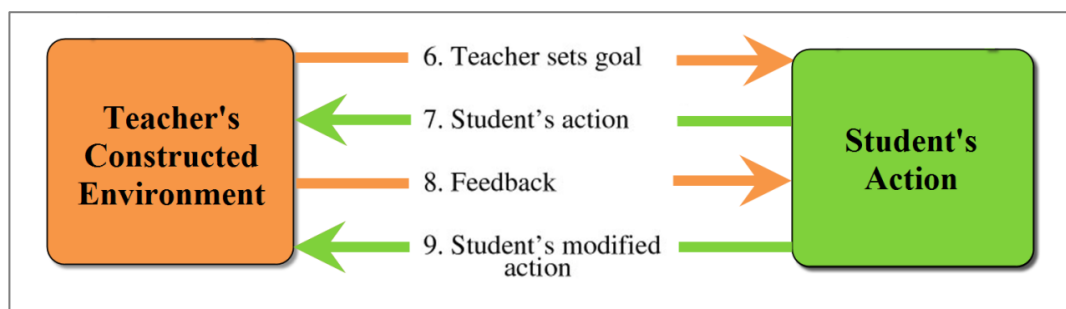 Teacher's
Constructed
Environment
6. Teacher sets goal
7. Student's action
8. Feedback
9. Student's modified
action
Student's
Action